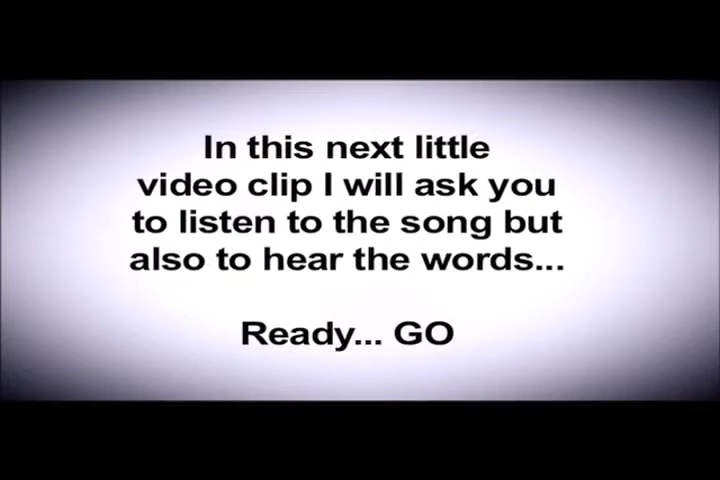 In this next little
video clip I will ask you
to listen to the song but
also to hear the words...
Ready... GO